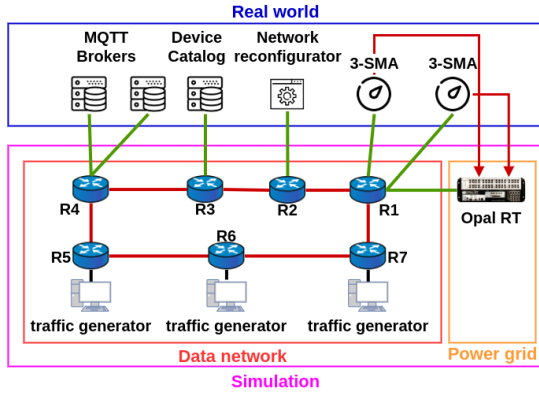 Real world
MQTT
Brokers
Device
Catalog
Network
reconfigurator
3-SMA
3-SMA
R4
R3
R2
R1
Opal RT
R5
R6
R7
traffic generator
traffic generator
traffic generator
Data network
Power grid
Simulation